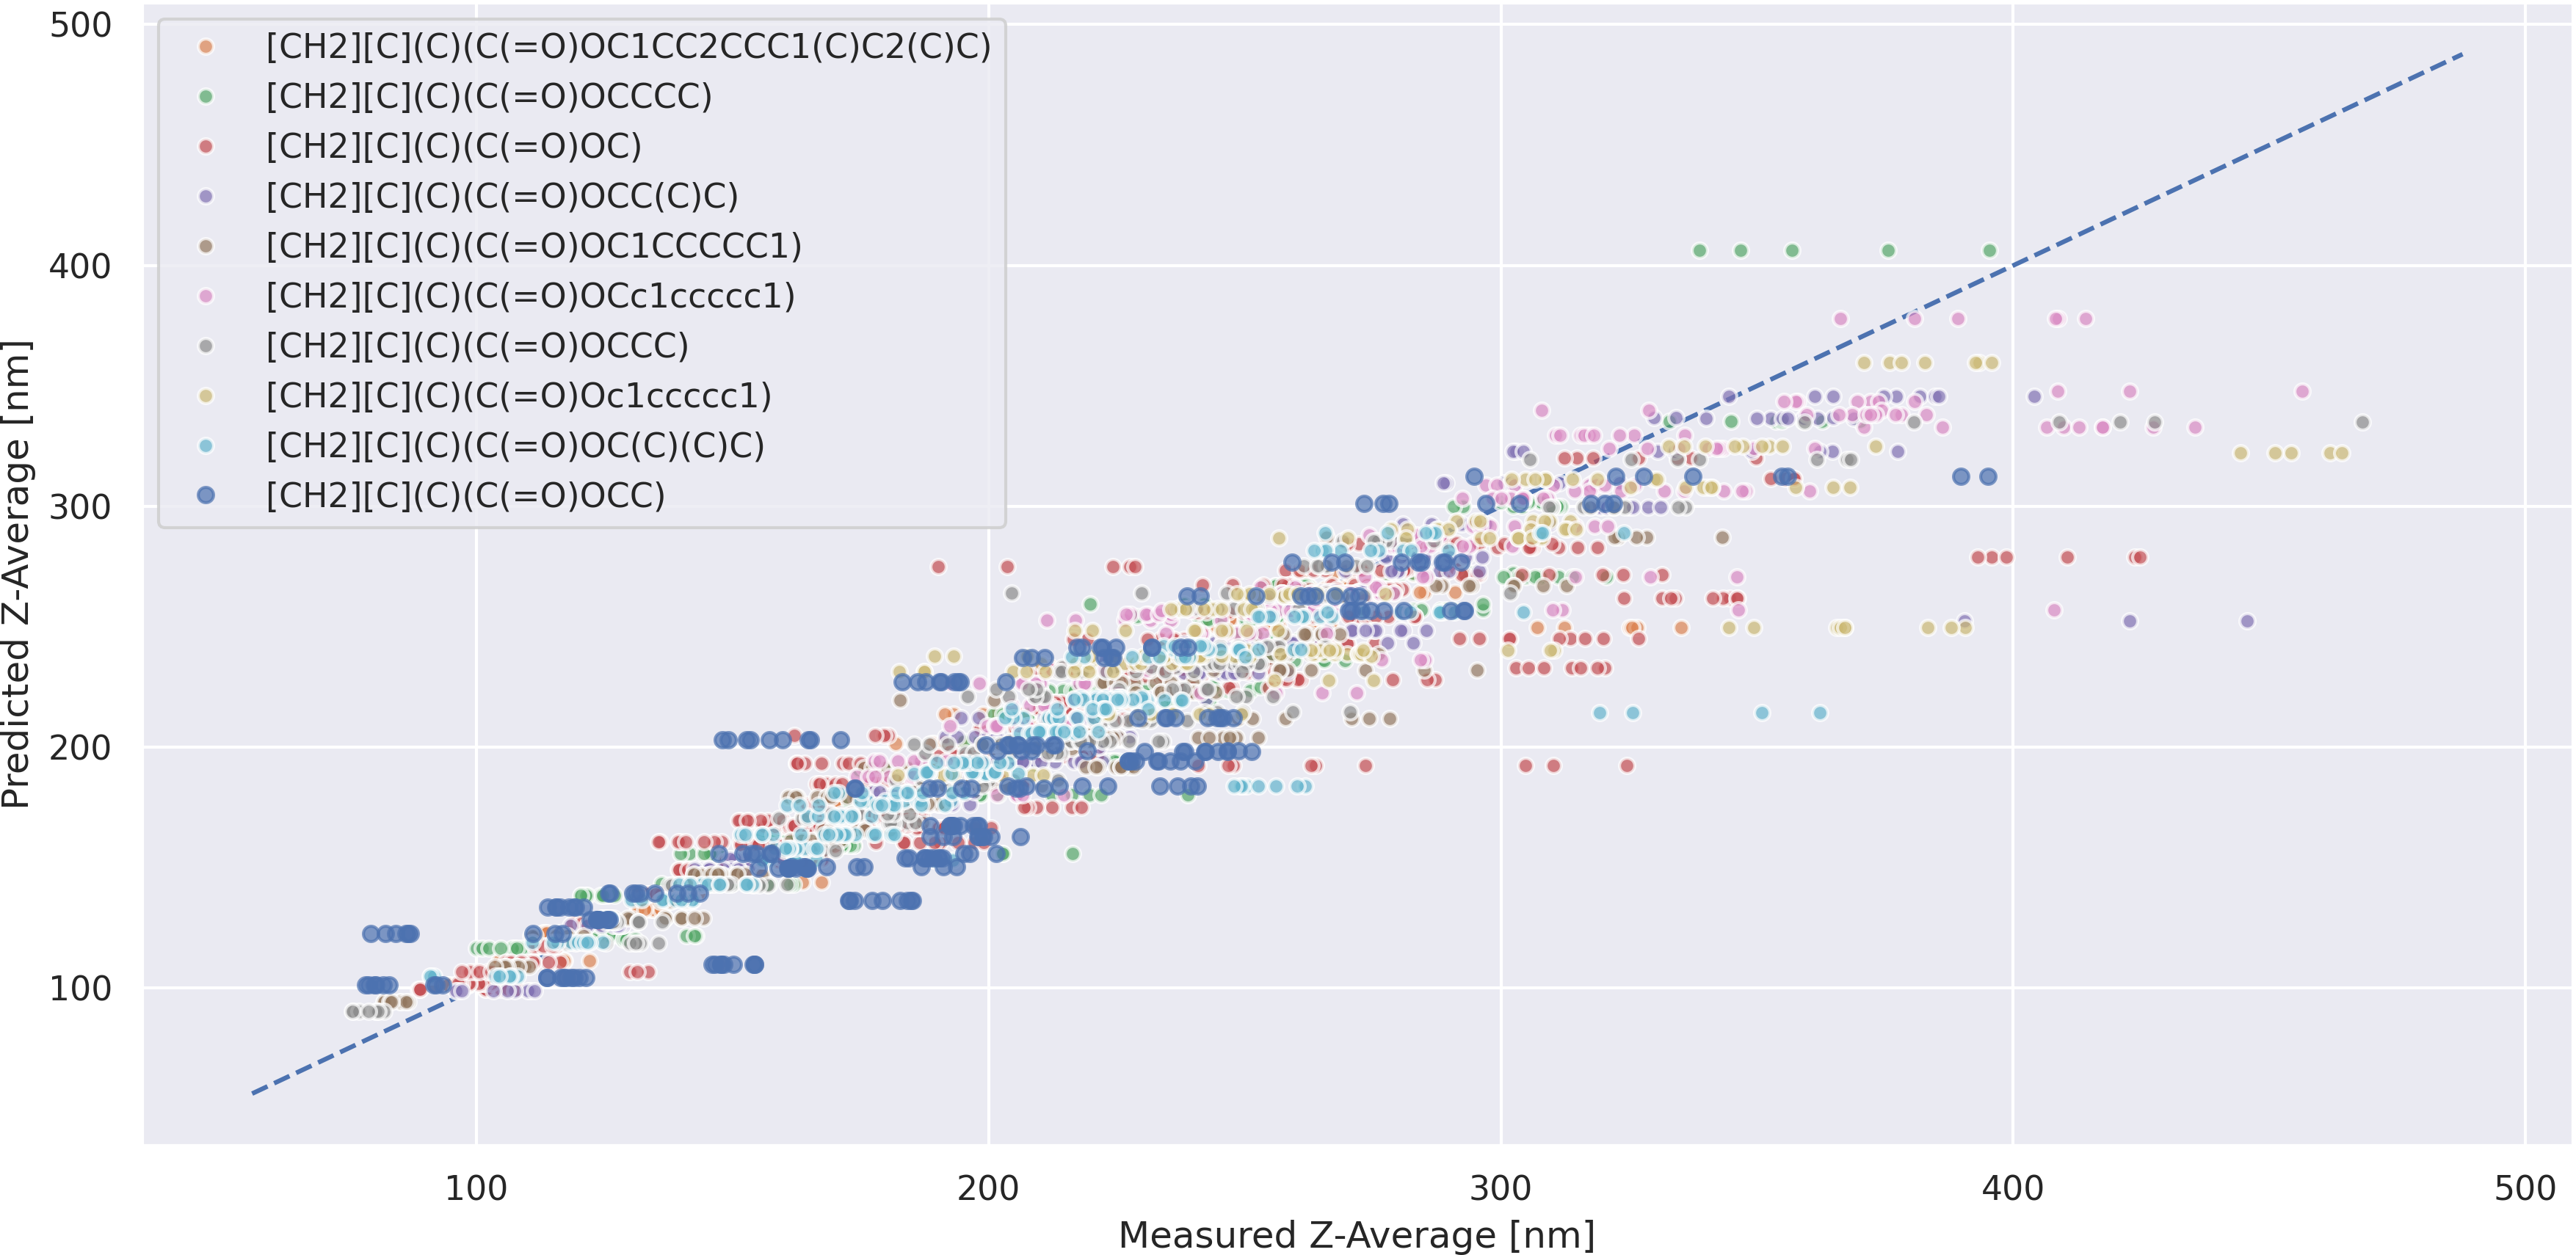 500
400
300
200
100
Predicted Z-Average [nm]
[CH2][C](C)(C(=O)OC1CC2CCC1(C)C2(C)C)
[CH2][C](C)(C(=O)OCCCC)
[CH2][C](C)(C(=O)OC)
[CH2][C](C)(C(=O)OCC(C)C)
[CH2][C](C)(C(=O)OC1CCCCC1)
[CH2][C](C)(C(=O)OCc1ccccc1)
[CH2][C](C)(C(=O)OCCC)
[CH2][C](C)(C(=O)Oc1ccccc1)
[CH2][C](C)(C(=O)OC(C)(C)C)
[CH2][C](C)(C(=O)OCC)
100 200 300 400 500
Measured Z-Average [nm]